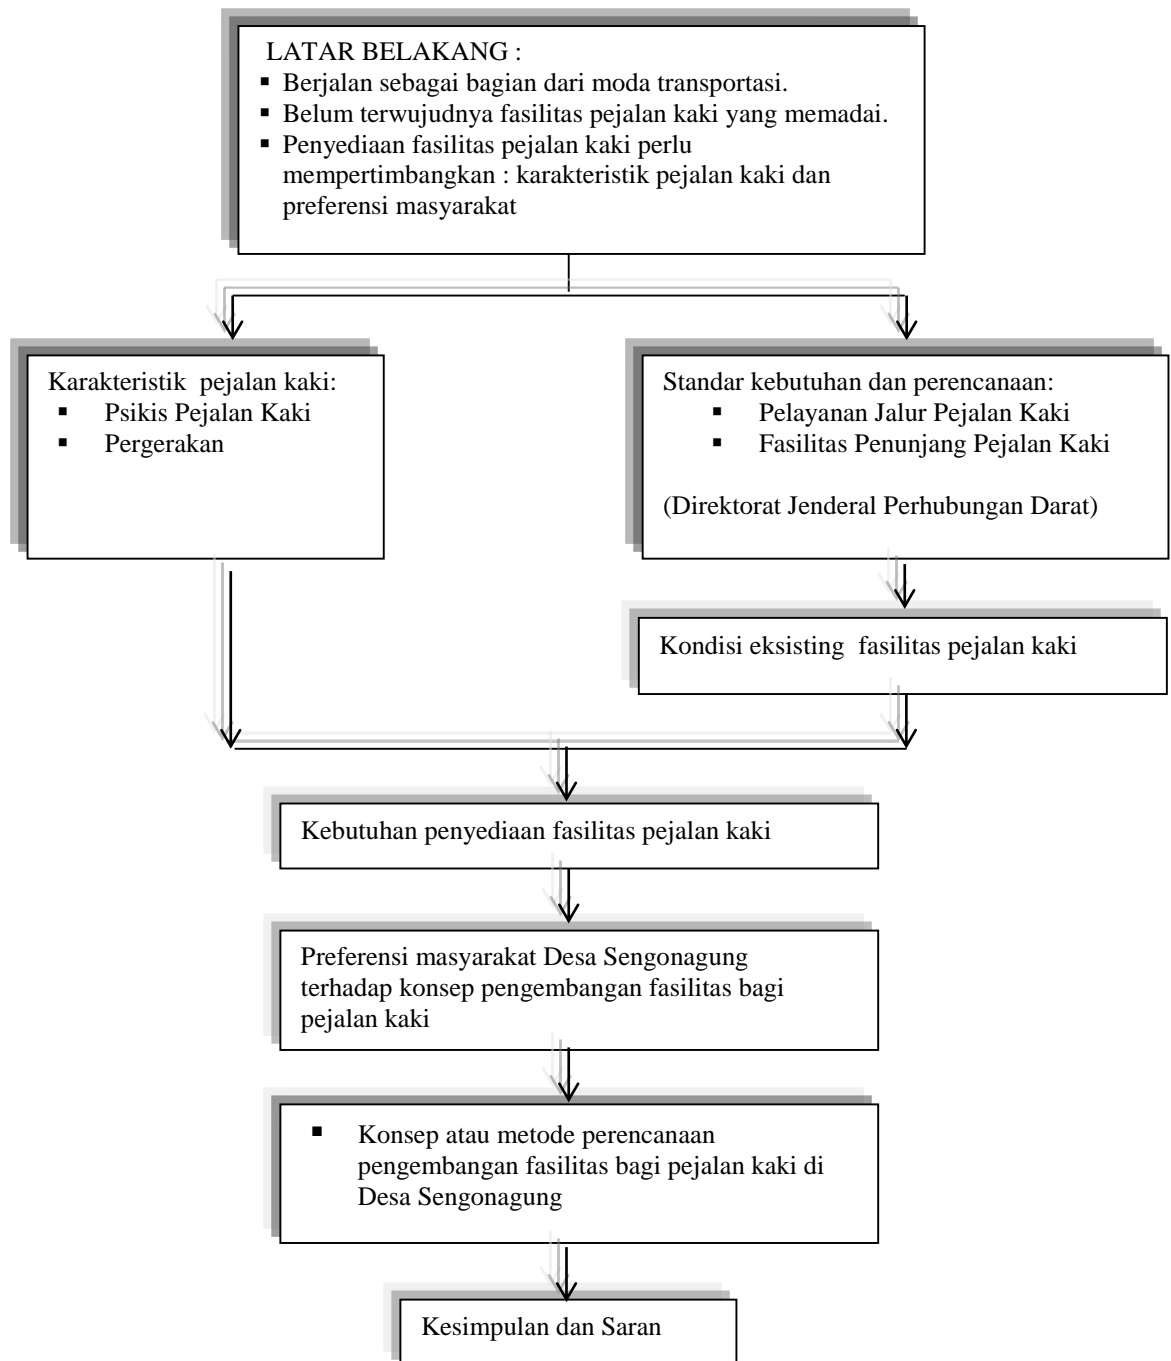 LATAR BELAKANG :
▪ Berjalan sebagai bagian dari moda transportasi.
▪ Belum terwujudnya fasilitas pejalan kaki yang memadai.
▪ Penyediaan fasilitas pejalan kaki perlu
mempertimbangkan : karakteristik pejalan kaki dan
preferensi masyarakat
Karakteristik pejalan kaki:
▪ Psikis Pejalan Kaki
▪ Pergerakan
Standar kebutuhan dan perencanaan:
▪ Pelayanan Jalur Pejalan Kaki
▪ Fasilitas Penunjang Pejalan Kaki
(Direktorat Jenderal Perhubungan Darat)
Kondisi eksisting fasilitas pejalan kaki
Kebutuhan penyediaan fasilitas pejalan kaki
Preferensi masyarakat Desa Sengonagung
terhadap konsep pengembangan fasilitas bagi
pejalan kaki
▪ Konsep atau metode perencanaan
pengembangan fasilitas bagi pejalan kaki di
Desa Sengonagung
Kesimpulan dan Saran